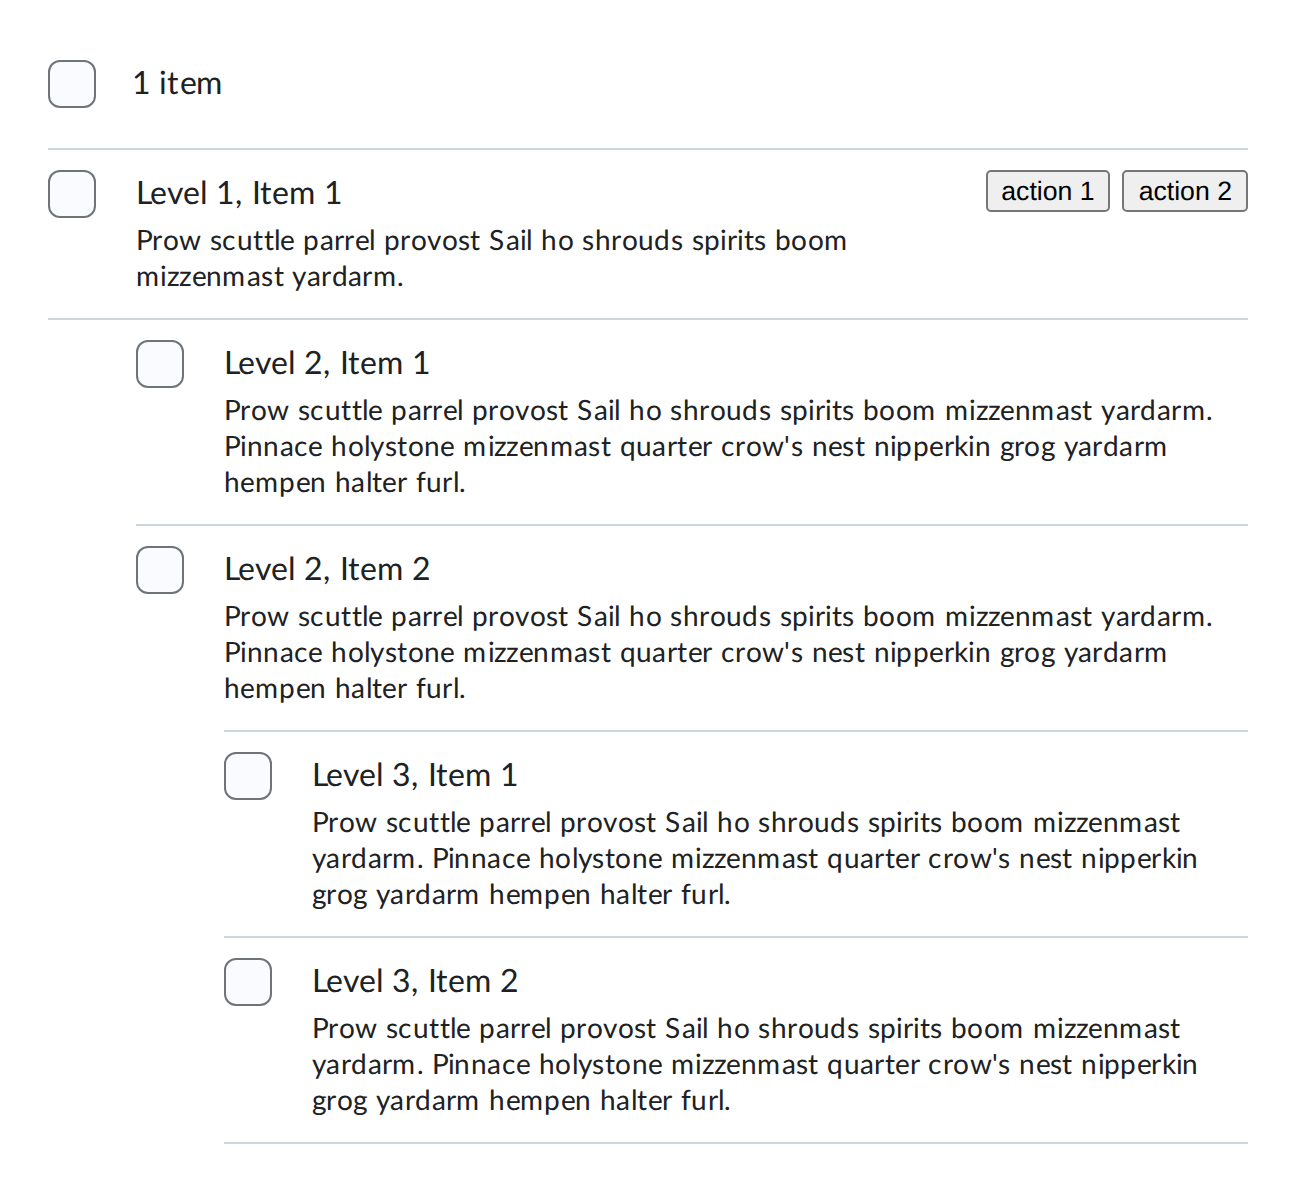 1 item
Level 1, Item 1
action 1
action 2
Prow scuttle parrel provost Sail ho shrouds spirits boom
mizzenmast yardarm.
Level 2, Item 1
Prow scuttle parrel provost Sail ho shrouds spirits boom mizzenmast yardarm.
Pinnace holystone mizzenmast quarter crow's nest nipperkin grog yardarm
hempen halter furl.
Level 2, Item 2
Prow scuttle parrel provost Sail ho shrouds spirits boom mizzenmast yardarm.
Pinnace holystone mizzenmast quarter crow's nest nipperkin grog yardarm
hempen halter furl.
Level 3, Item 1
Prow scuttle parrel provost Sail ho shrouds spirits boom mizzenmast
yardarm. Pinnace holystone mizzenmast quarter crow's nest nipperkin
grog yardarm hempen halter furl.
Level 3, Item 2
Prow scuttle parrel provost Sail ho shrouds spirits boom mizzenmast
yardarm. Pinnace holystone mizzenmast quarter crow's nest nipperkin
grog yardarm hempen halter furl.